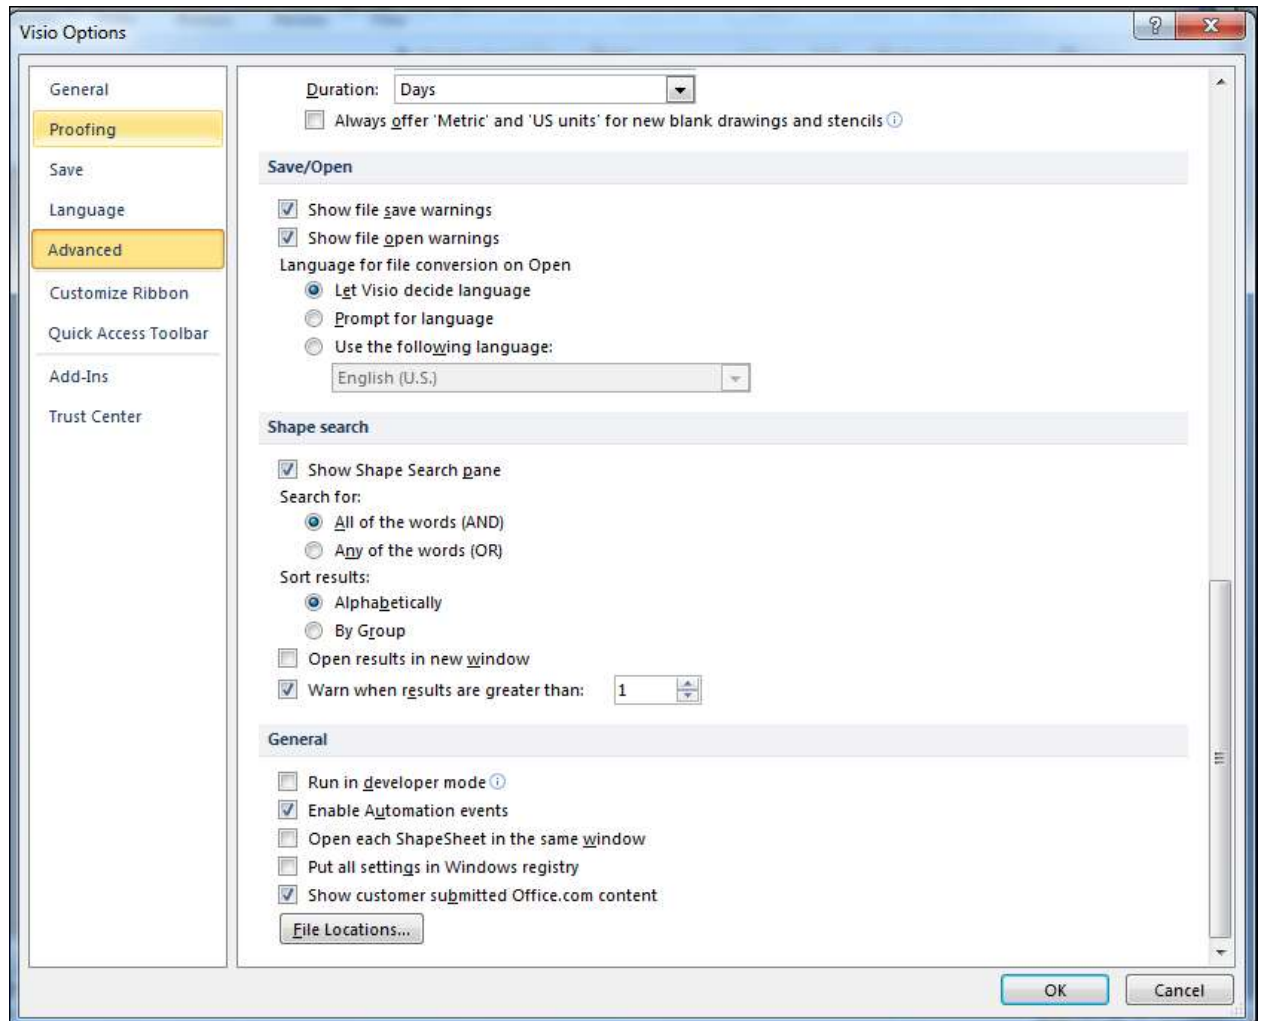 Visio Options
General
Proofing
Save
Language
Advanced
Customize Ribbon
Quick Access Toolbar
Add-Ins
Trust Center
Duration: Days
Always offer 'Metric' and 'US units' for new blank drawings and stencils
Save/Open
Show file save warnings
Show file open warnings
Language for file conversion on Open
Let Visio decide language
Prompt for language
Use the following language:
English (U.S.)
Shape search
Show Shape Search pane
Search for:
All of the words (AND)
Any of the words (OR)
Sort results:
Alphabetically
By Group
Open results in new window
Warn when results are greater than: 1
General
Run in developer mode
Enable Automation events
Open each ShapeSheet in the same window
Put all settings in Windows registry
Show customer submitted Office.com content
File Locations...
OK Cancel